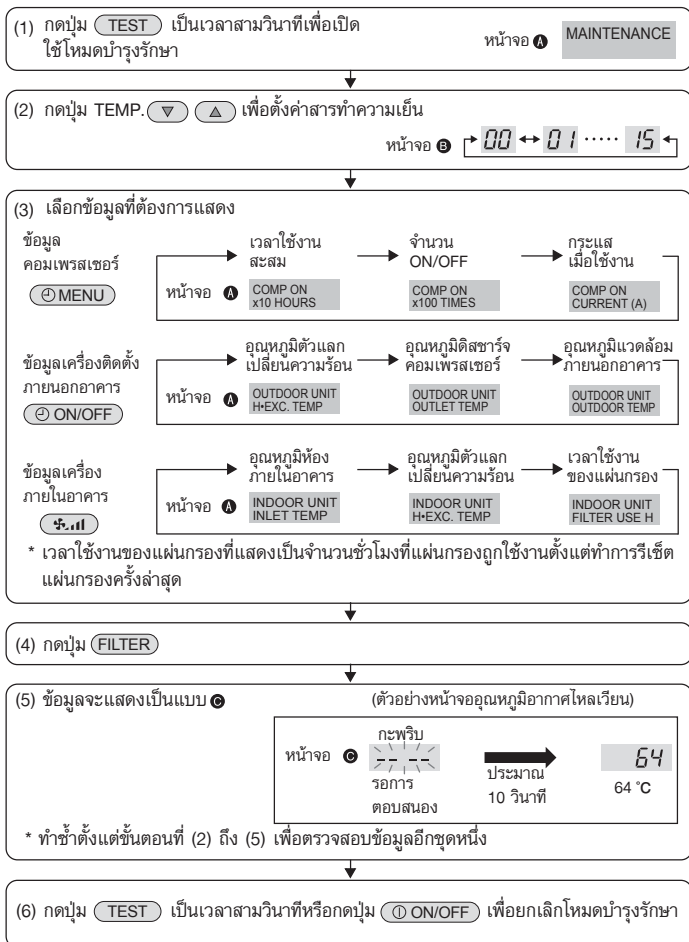 (1) กดปุ่ม TEST เป็นเวลาสามวินาทีเพื่อเปิด
ใช้โหมดบำรุงรักษา
หน้าจอ A MAINTENANCE
(2) กดปุ่ม TEMP. ▽ △ เพื่อตั้งค่าสารทำความเย็น
หน้าจอ B 00 ↔ 01 ····· 15
(3) เลือกข้อมูลที่ต้องการแสดง
ข้อมูล
คอมเพรสเซอร์
MENU
หน้าจอ A
เวลาใช้งาน
สะสม
COMP ON
x10 HOURS
จำนวน
ON/OFF
COMP ON
x100 TIMES
กระแส
เมื่อใช้งาน
COMP ON
CURRENT (A)
ข้อมูลเครื่องติดตั้ง
ภายนอกอาคาร
ON/OFF
หน้าจอ A
อุณหภูมิตัวแลก
เปลี่ยนความร้อน
OUTDOOR UNIT
H•EXC. TEMP
อุณหภูมิดิสชาร์จ
คอมเพรสเซอร์
OUTDOOR UNIT
OUTLET TEMP
อุณหภูมิแวดล้อม
ภายนอกอาคาร
OUTDOOR UNIT
OUTDOOR TEMP
ข้อมูลเครื่อง
ภายในอาคาร
หน้าจอ A
อุณหภูมิห้อง
ภายในอาคาร
INDOOR UNIT
INLET TEMP
อุณหภูมิตัวแลก
เปลี่ยนความร้อน
INDOOR UNIT
H•EXC. TEMP
เวลาใช้งาน
ของแผ่นกรอง
INDOOR UNIT
FILTER USE H
* เวลาใช้งานของแผ่นกรองที่แสดงเป็นจำนวนชั่วโมงที่แผ่นกรองถูกใช้งานตั้งแต่ทำการรีเซ็ต
แผ่นกรองครั้งล่าสุด
(4) กดปุ่ม FILTER
(5) ข้อมูลจะแสดงเป็นแบบ C
(ตัวอย่างหน้าจออุณหภูมิอากาศไหลเวียน)
หน้าจอ C
กะพริบ
-- --
รอการ
ตอบสนอง
ประมาณ
10 วินาที
64
64 °C
* ทำซ้ำตั้งแต่ขั้นตอนที่ (2) ถึง (5) เพื่อตรวจสอบข้อมูลอีกชุดหนึ่ง
(6) กดปุ่ม TEST เป็นเวลาสามวินาทีหรือกดปุ่ม ON/OFF เพื่อยกเลิกโหมดบำรุงรักษา